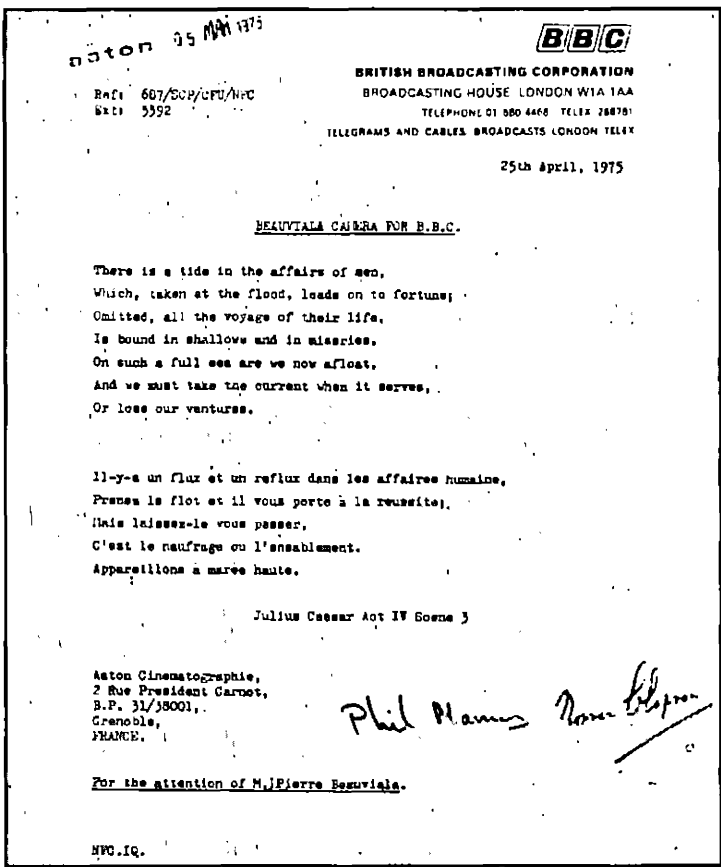 aaton 05 MAI 1975
BBC
BRITISH BROADCASTING CORPORATION
BROADCASTING HOUSE LONDON W1A 1AA
TELEPHONE 01 580 4468 TELEX 265781
TELEGRAMS AND CABLES BROADCASTS LONDON TELEX
Ref: 607/SCP/CFU/NFC
Ext: 5392
25th April, 1975
BEAUVIALA CAMERA FOR B.B.C.
There is a tide in the affairs of men,
Which, taken at the flood, leads on to fortune;
Omitted, all the voyage of their life,
Is bound in shallows and in miseries.
On such a full sea are we now afloat,
And we must take the current when it serves,
Or lose our ventures.
Il-y-a un flux et un reflux dans les affaires humaine,
Prenez le flot et il vous porte à la reussite;
Mais laissez-le vous passer,
C'est le naufrage ou l'ensablement.
Appareillons à marée haute.
Julius Caesar Act IV Scene 3
Aaton Cinematographie,
2 Rue President Carnot,
B.P. 31/38001,
Grenoble,
FRANCE.
Phil
For the attention of M. Pierre Beauviala.
NFC.IQ.